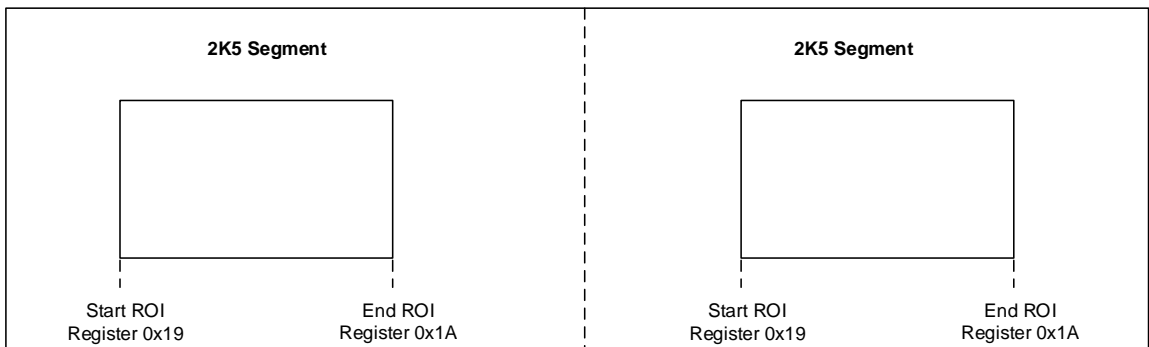 2K5 Segment
2K5 Segment
Start ROI
Register 0x19
End ROI
Register 0x1A
Start ROI
Register 0x19
End ROI
Register 0x1A